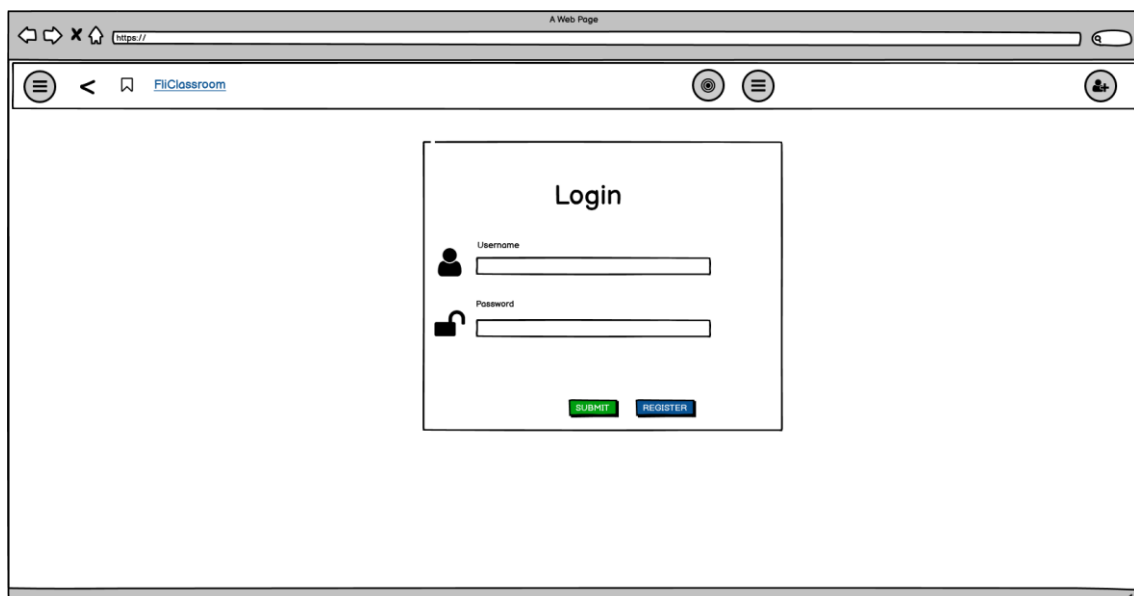 A Web Page
https://
FliClassroom
Login
Username
Password
SUBMIT REGISTER